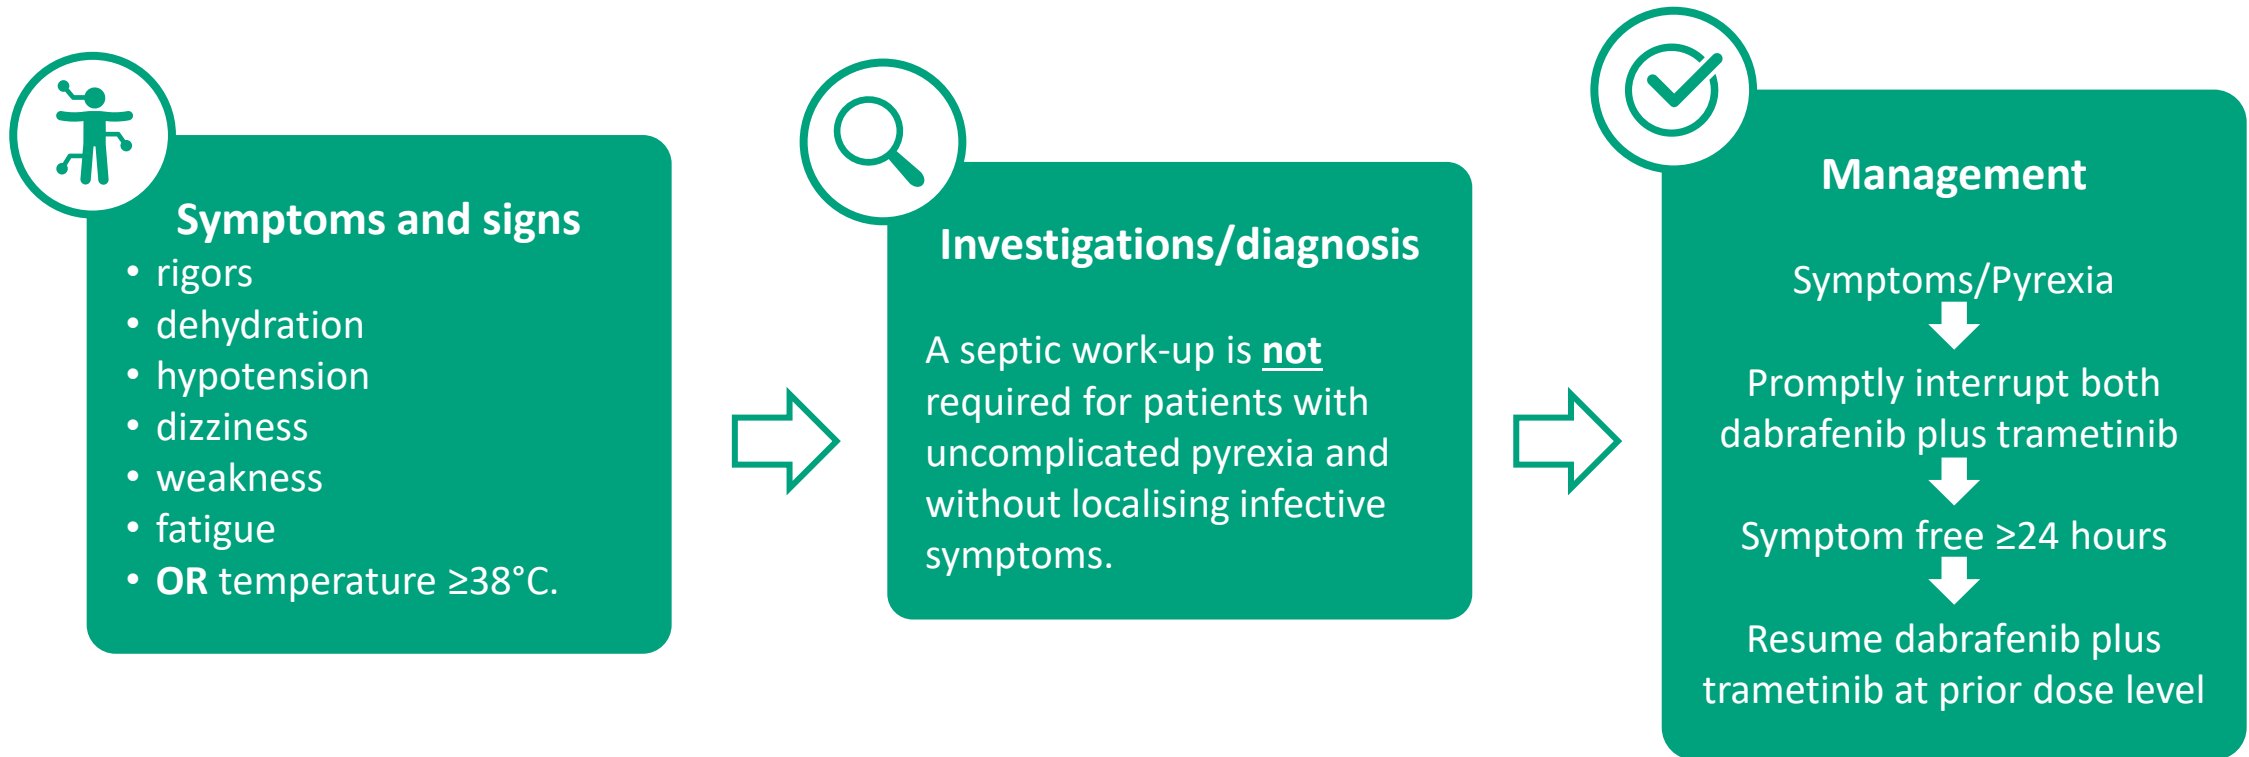 Symptoms and signs
• rigors
• dehydration
• hypotension
• dizziness
• weakness
• fatigue
• OR temperature ≥38°C.
Investigations/diagnosis
A septic work-up is not
required for patients with
uncomplicated pyrexia and
without localising infective
symptoms.
Management
Symptoms/Pyrexia
Promptly interrupt both
dabrafenib plus trametinib
Symptom free ≥24 hours
Resume dabrafenib plus
trametinib at prior dose level